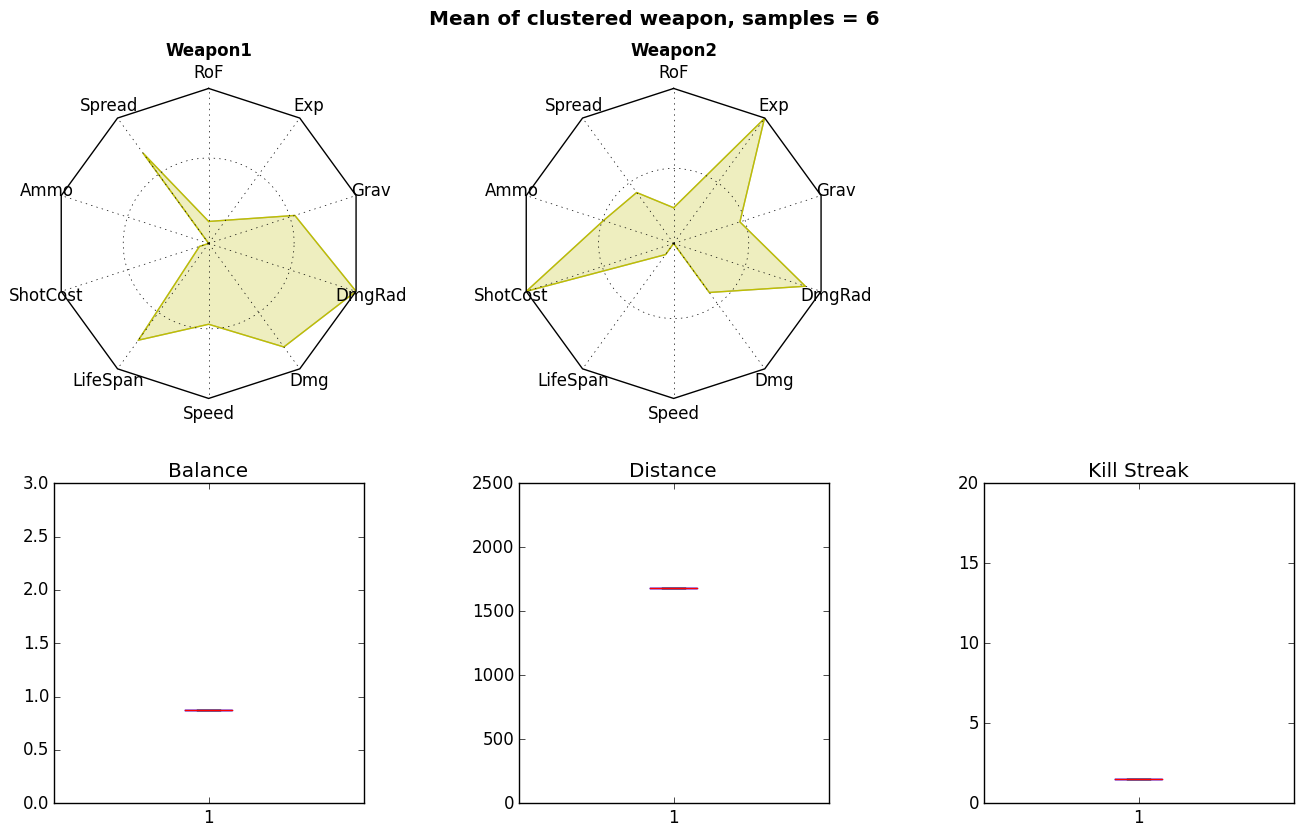 Mean of clustered weapon, samples = 6
Weapon1
RoF
Spread
Exp
Ammo
Grav
ShotCost
DmgRad
LifeSpan
Dmg
Speed
Weapon2
RoF
Spread
Exp
Ammo
Grav
ShotCost
DmgRad
LifeSpan
Dmg
Speed
Balance
3.0
2.5
2.0
1.5
1.0
0.5
0.0
1
Distance
2500
2000
1500
1000
500
0
1
Kill Streak
20
15
10
5
0
1